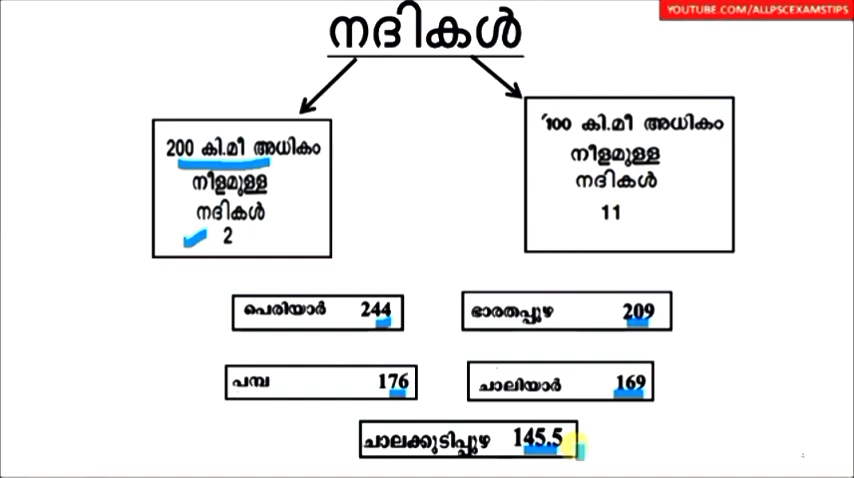 YOUTUBE.COM/ALLPSCEXAMSTIPS
നദികൾ
200 കി.മീ അധികം
നീളമുള്ള
നദികൾ
2
'100 കി.മീ അധികം
നീളമുള്ള
നദികൾ
11
പെരിയാർ 244
ഭാരതപ്പുഴ 209
പമ്പ 176
ചാലിയാർ 169
ചാലക്കുടിപ്പുഴ 145.5
4